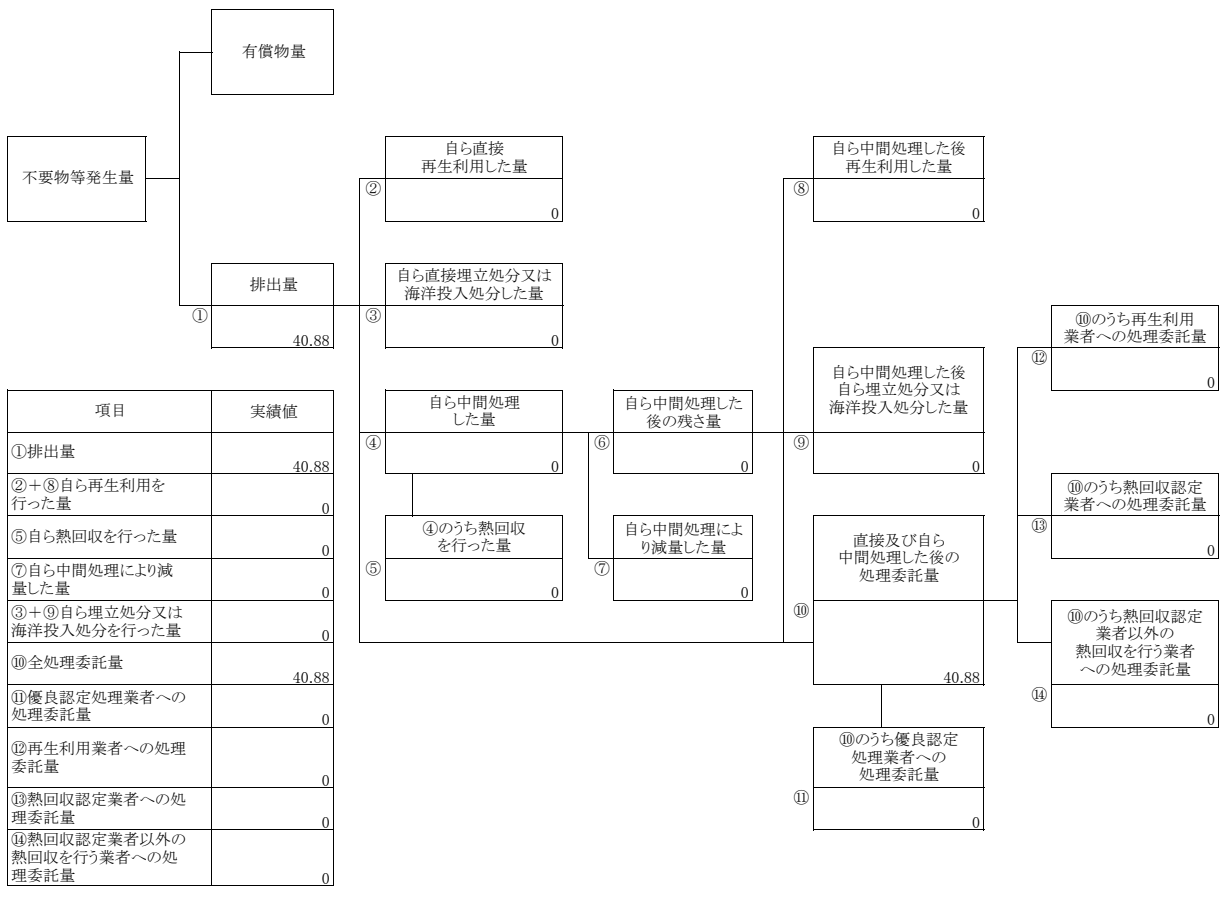 有償物量
不要物等発生量
排出量
①
40.88
自ら直接
再生利用した量
②
0
自ら直接埋立処分又は
海洋投入処分した量
③
0
自ら中間処理
した量
④
0
④のうち熱回収
を行った量
⑤
0
自ら中間処理した
後の残さ量
⑥
0
自ら中間処理によ
り減量した量
⑦
0
自ら中間処理した後
再生利用した量
⑧
0
自ら中間処理した後
自ら埋立処分又は
海洋投入処分した量
⑨
0
直接及び自ら
中間処理した後の
処理委託量
⑩
40.88
⑩のうち優良認定
処理業者への
処理委託量
⑪
0
⑩のうち再生利用
業者への処理委託量
⑫
0
⑩のうち熱回収認定
業者への処理委託量
⑬
0
⑩のうち熱回収認定
業者以外の
熱回収を行う業者
への処理委託量
⑭
0
項目 実績値
①排出量
40.88
②＋⑧自ら再生利用を
行った量
0
⑤自ら熱回収を行った量
0
⑦自ら中間処理により減
量した量
0
③＋⑨自ら埋立処分又は
海洋投入処分を行った量
0
⑩全処理委託量
40.88
⑪優良認定処理業者への
処理委託量
0
⑫再生利用業者への処理
委託量
0
⑬熱回収認定業者への処
理委託量
0
⑭熱回収認定業者以外の
熱回収を行う業者への処
理委託量
0